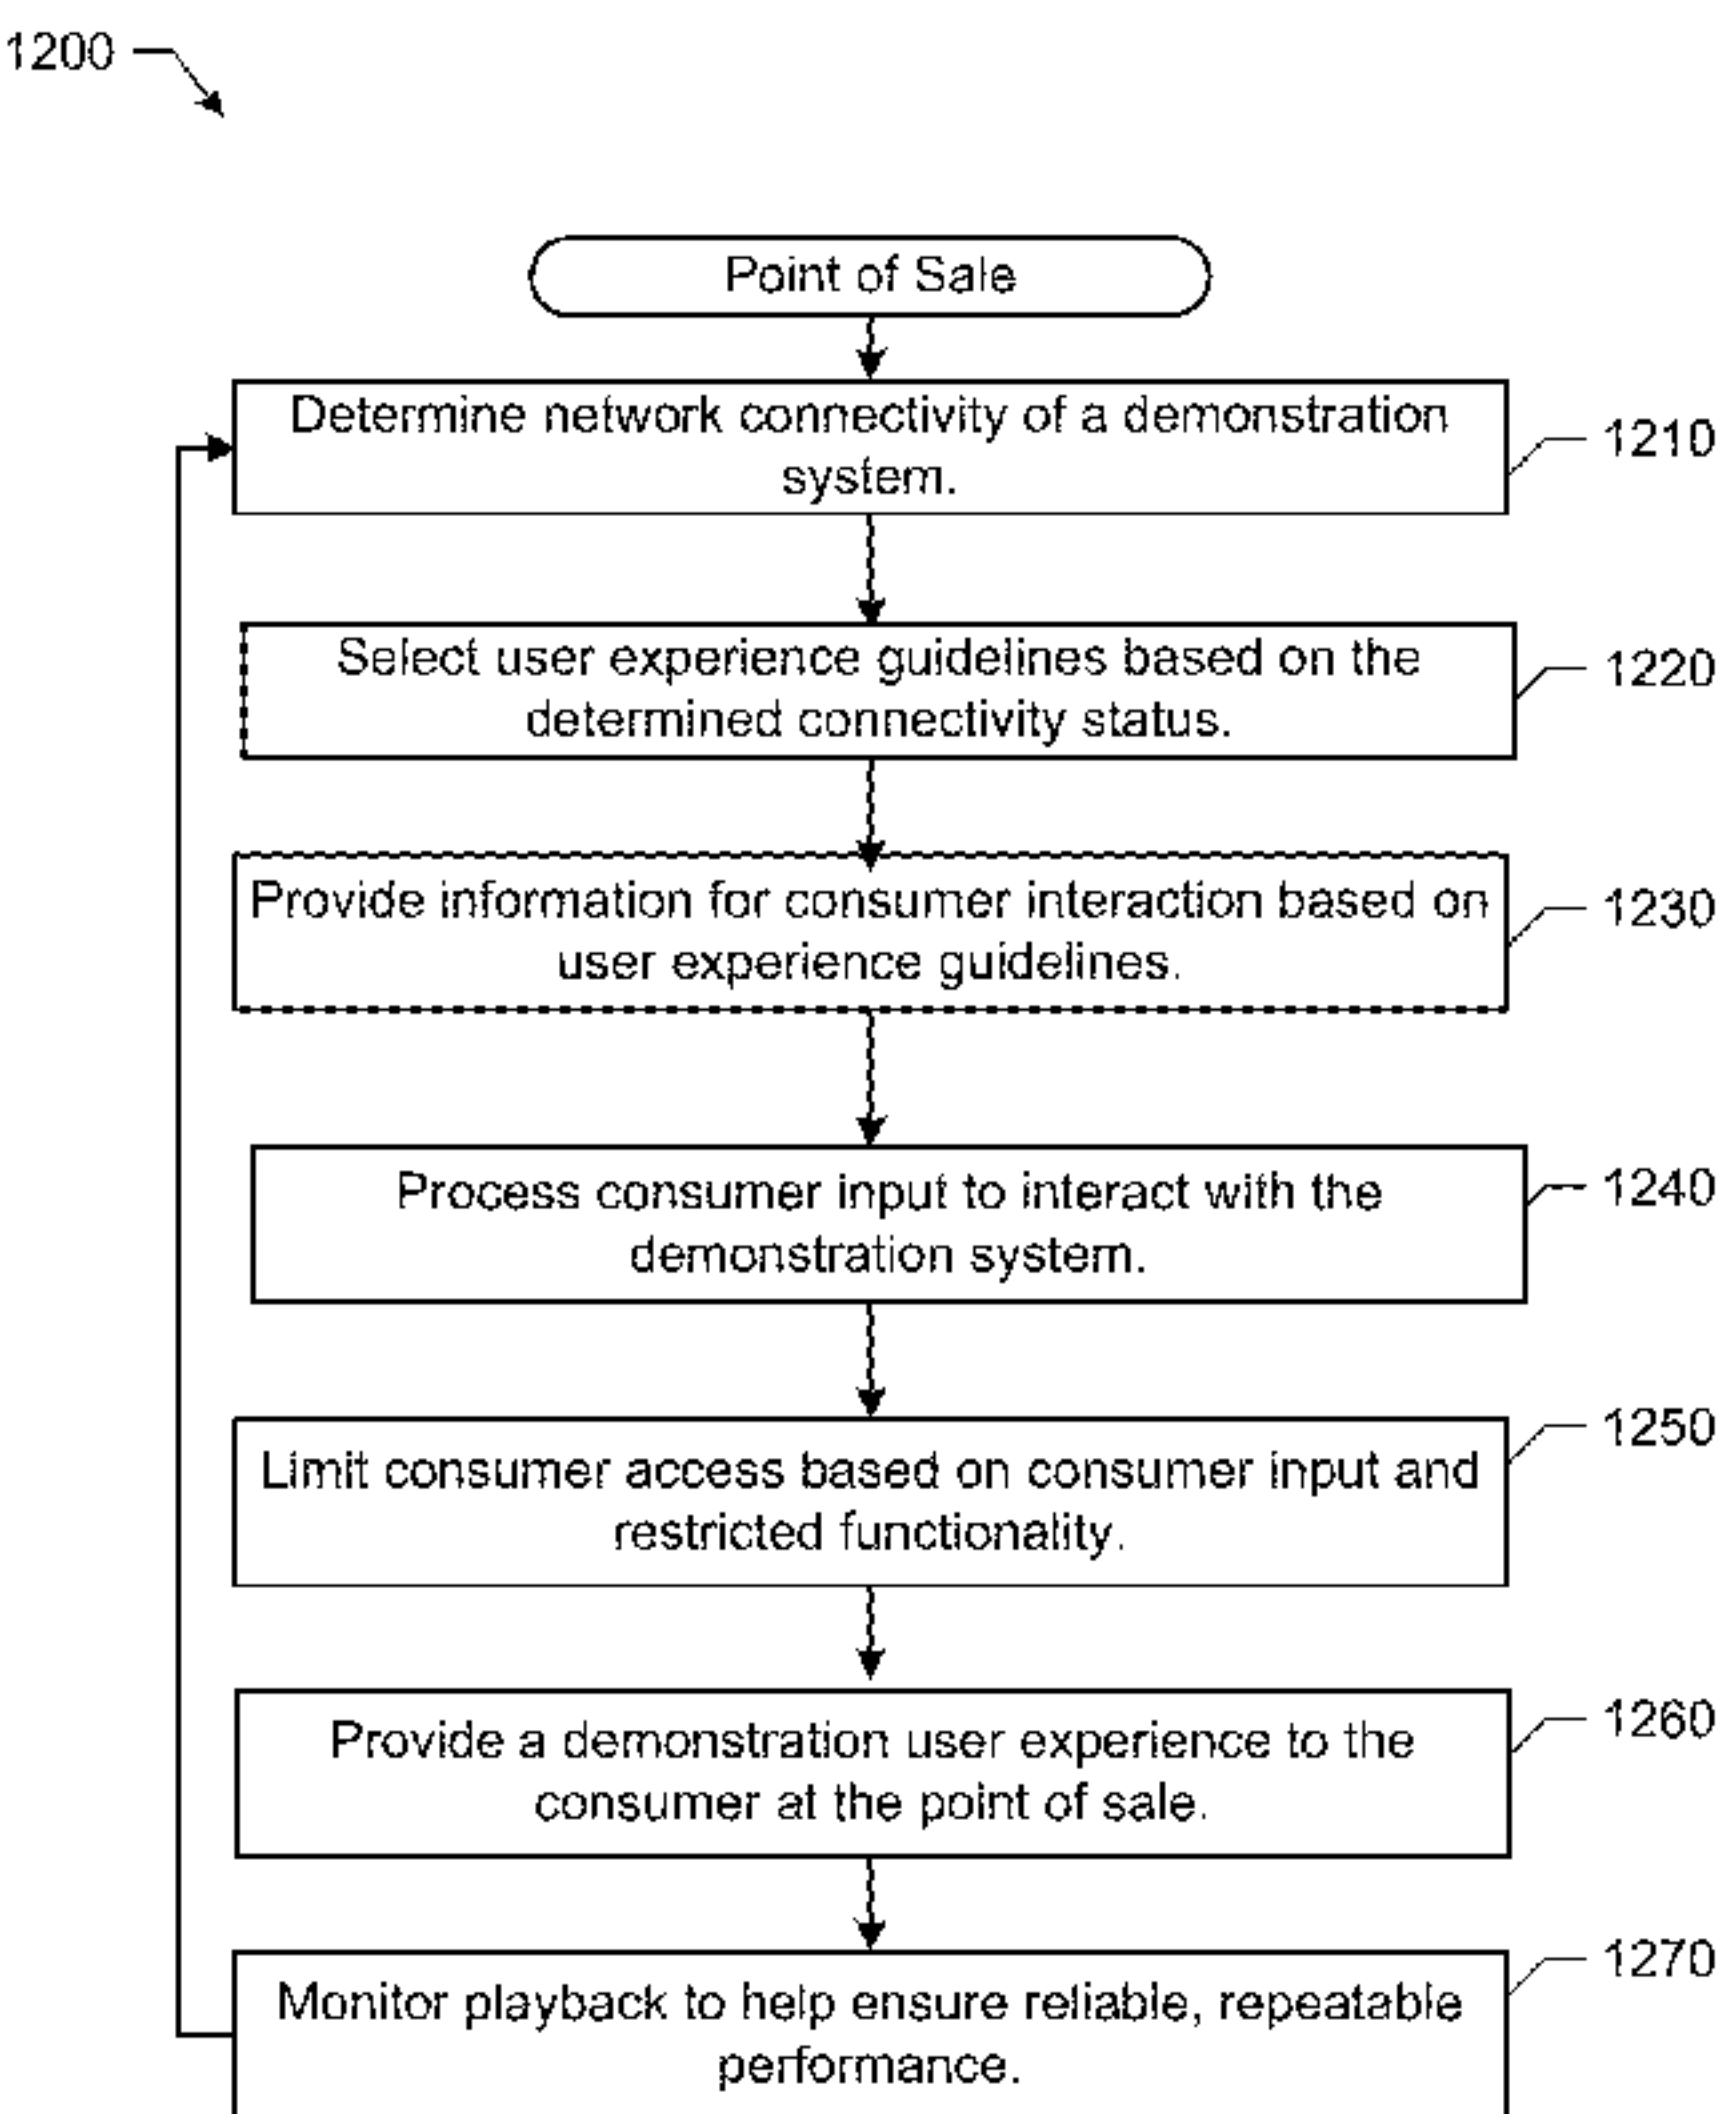 1200
Point of Sale
Determine network connectivity of a demonstration
system.
1210
Select user experience guidelines based on the
determined connectivity status.
1220
Provide information for consumer interaction based on
user experience guidelines.
1230
Process consumer input to interact with the
demonstration system.
1240
Limit consumer access based on consumer input and
restricted functionality.
1250
Provide a demonstration user experience to the
consumer at the point of sale.
1260
Monitor playback to help ensure reliable, repeatable
performance.
1270